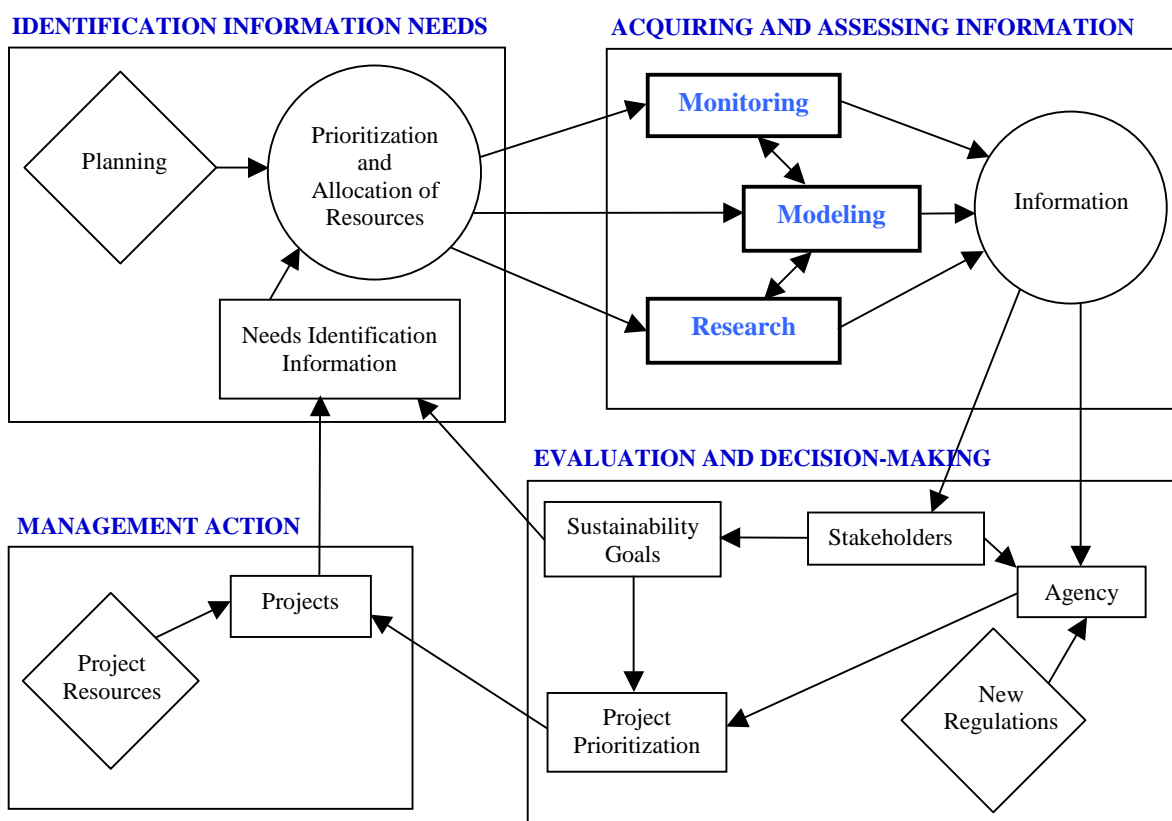 IDENTIFICATION INFORMATION NEEDS
Planning
Prioritization
and
Allocation of
Resources
Needs Identification
Information
ACQUIRING AND ASSESSING INFORMATION
Monitoring
Modeling
Research
Information
MANAGEMENT ACTION
Projects
Project
Resources
EVALUATION AND DECISION-MAKING
Sustainability
Goals
Stakeholders
Agency
Project
Prioritization
New
Regulations